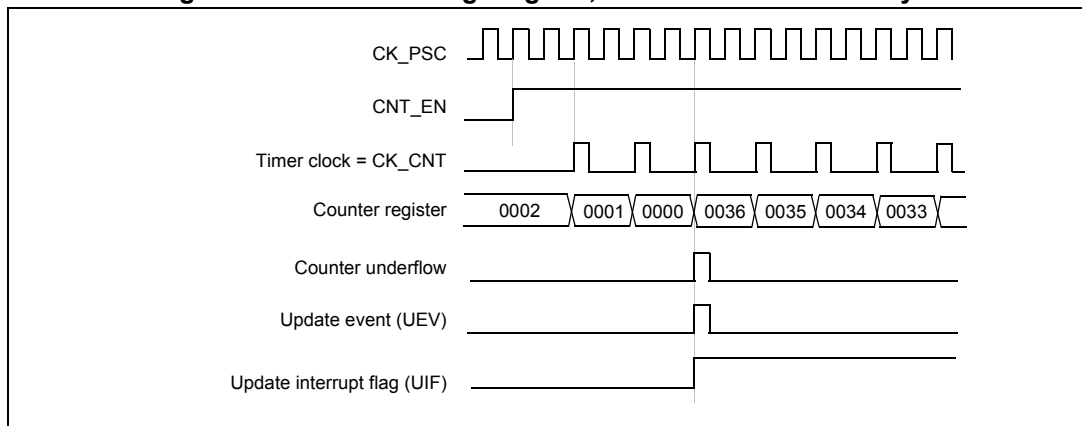 CK_PSC
CNT_EN
Timer clock = CK_CNT
Counter register 0002 0001 0000 0036 0035 0034 0033
Counter underflow
Update event (UEV)
Update interrupt flag (UIF)